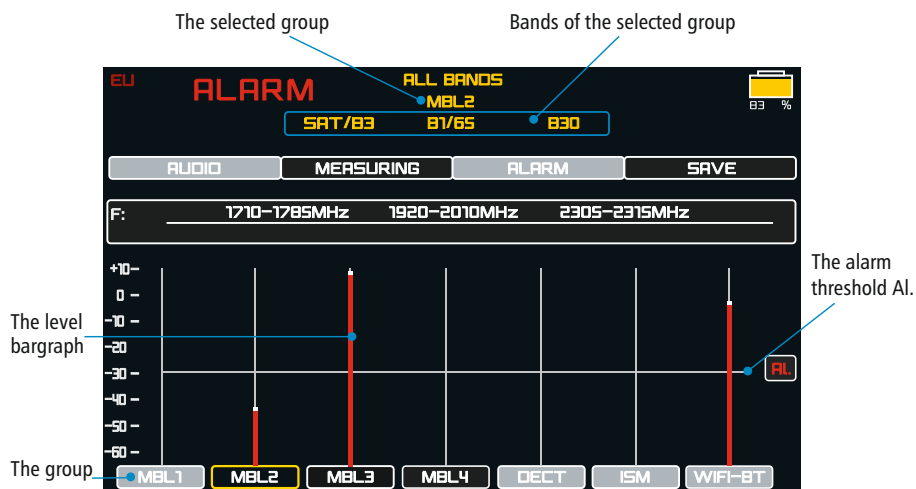 The selected group
Bands of the selected group
EU
ALARM
ALL BANDS
MBL2
83 %
SAT/B3 B1/65 B30
AUDIO MEASURING ALARM SAVE
F: 1710-1785MHz 1920-2010MHz 2305-2315MHz
+10
0
-10
-20
-30
-40
-50
-60
The alarm
threshold Al.
The level
bargraph
Al.
The group
MBL1 MBL2 MBL3 MBL4 DECT ISM WIFI-BT